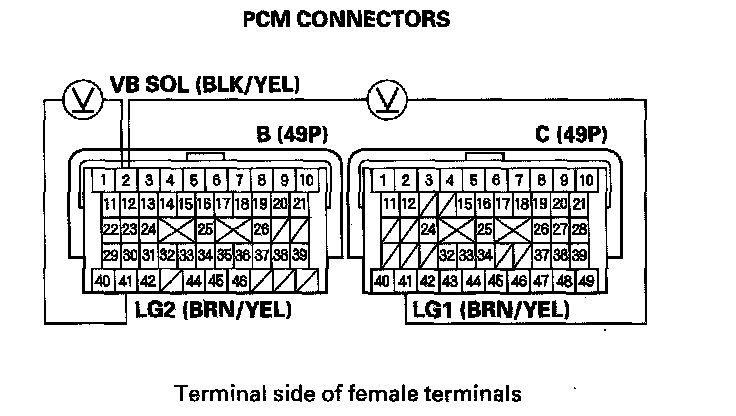 PCM CONNECTORS
V VB SOL (BLK/YEL) V
B (49P) C (49P)
1 2 3 4 5 6 7 8 9 10 1 2 3 4 5 6 7 8 9 10
11 12 13 14 15 16 17 18 19 20 21 11 12 15 16 17 18 19 20 21
22 23 24 25 26 24 25 26 27 28
29 30 31 32 33 34 35 36 37 38 39 32 33 34 37 38 39
40 41 42 44 45 46 40 41 42 43 44 45 46 47 48 49
LG2 (BRN/YEL) LG1 (BRN/YEL)
Terminal side of female terminals